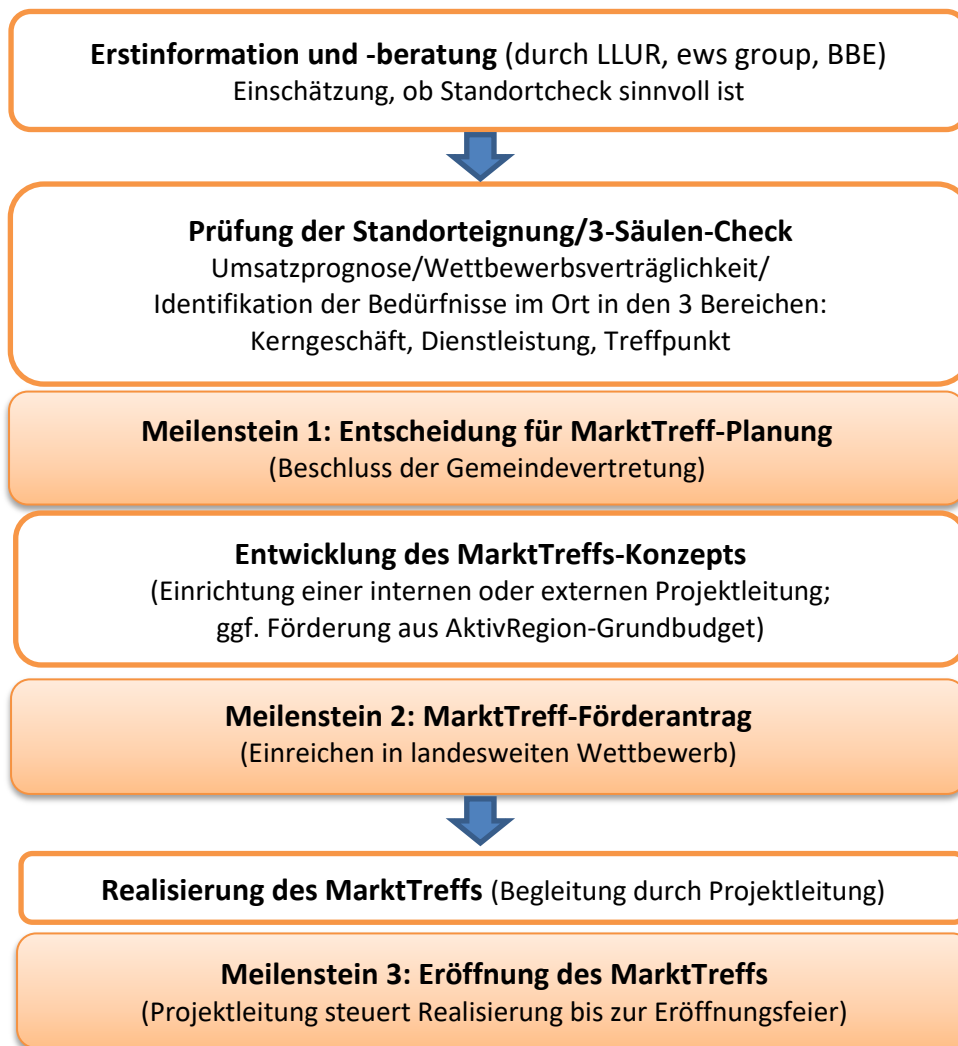 Erstinformation und -beratung (durch LLUR, ews group, BBE)
Einschätzung, ob Standortcheck sinnvoll ist
Prüfung der Standorteignung/3-Säulen-Check
Umsatzprognose/Wettbewerbsverträglichkeit/
Identifikation der Bedürfnisse im Ort in den 3 Bereichen:
Kerngeschäft, Dienstleistung, Treffpunkt
Meilenstein 1: Entscheidung für MarktTreff-Planung
(Beschluss der Gemeindevertretung)
Entwicklung des MarktTreffs-Konzepts
(Einrichtung einer internen oder externen Projektleitung;
ggf. Förderung aus AktivRegion-Grundbudget)
Meilenstein 2: MarktTreff-Förderantrag
(Einreichen in landesweiten Wettbewerb)
Realisierung des MarktTreffs (Begleitung durch Projektleitung)
Meilenstein 3: Eröffnung des MarktTreffs
(Projektleitung steuert Realisierung bis zur Eröffnungsfeier)